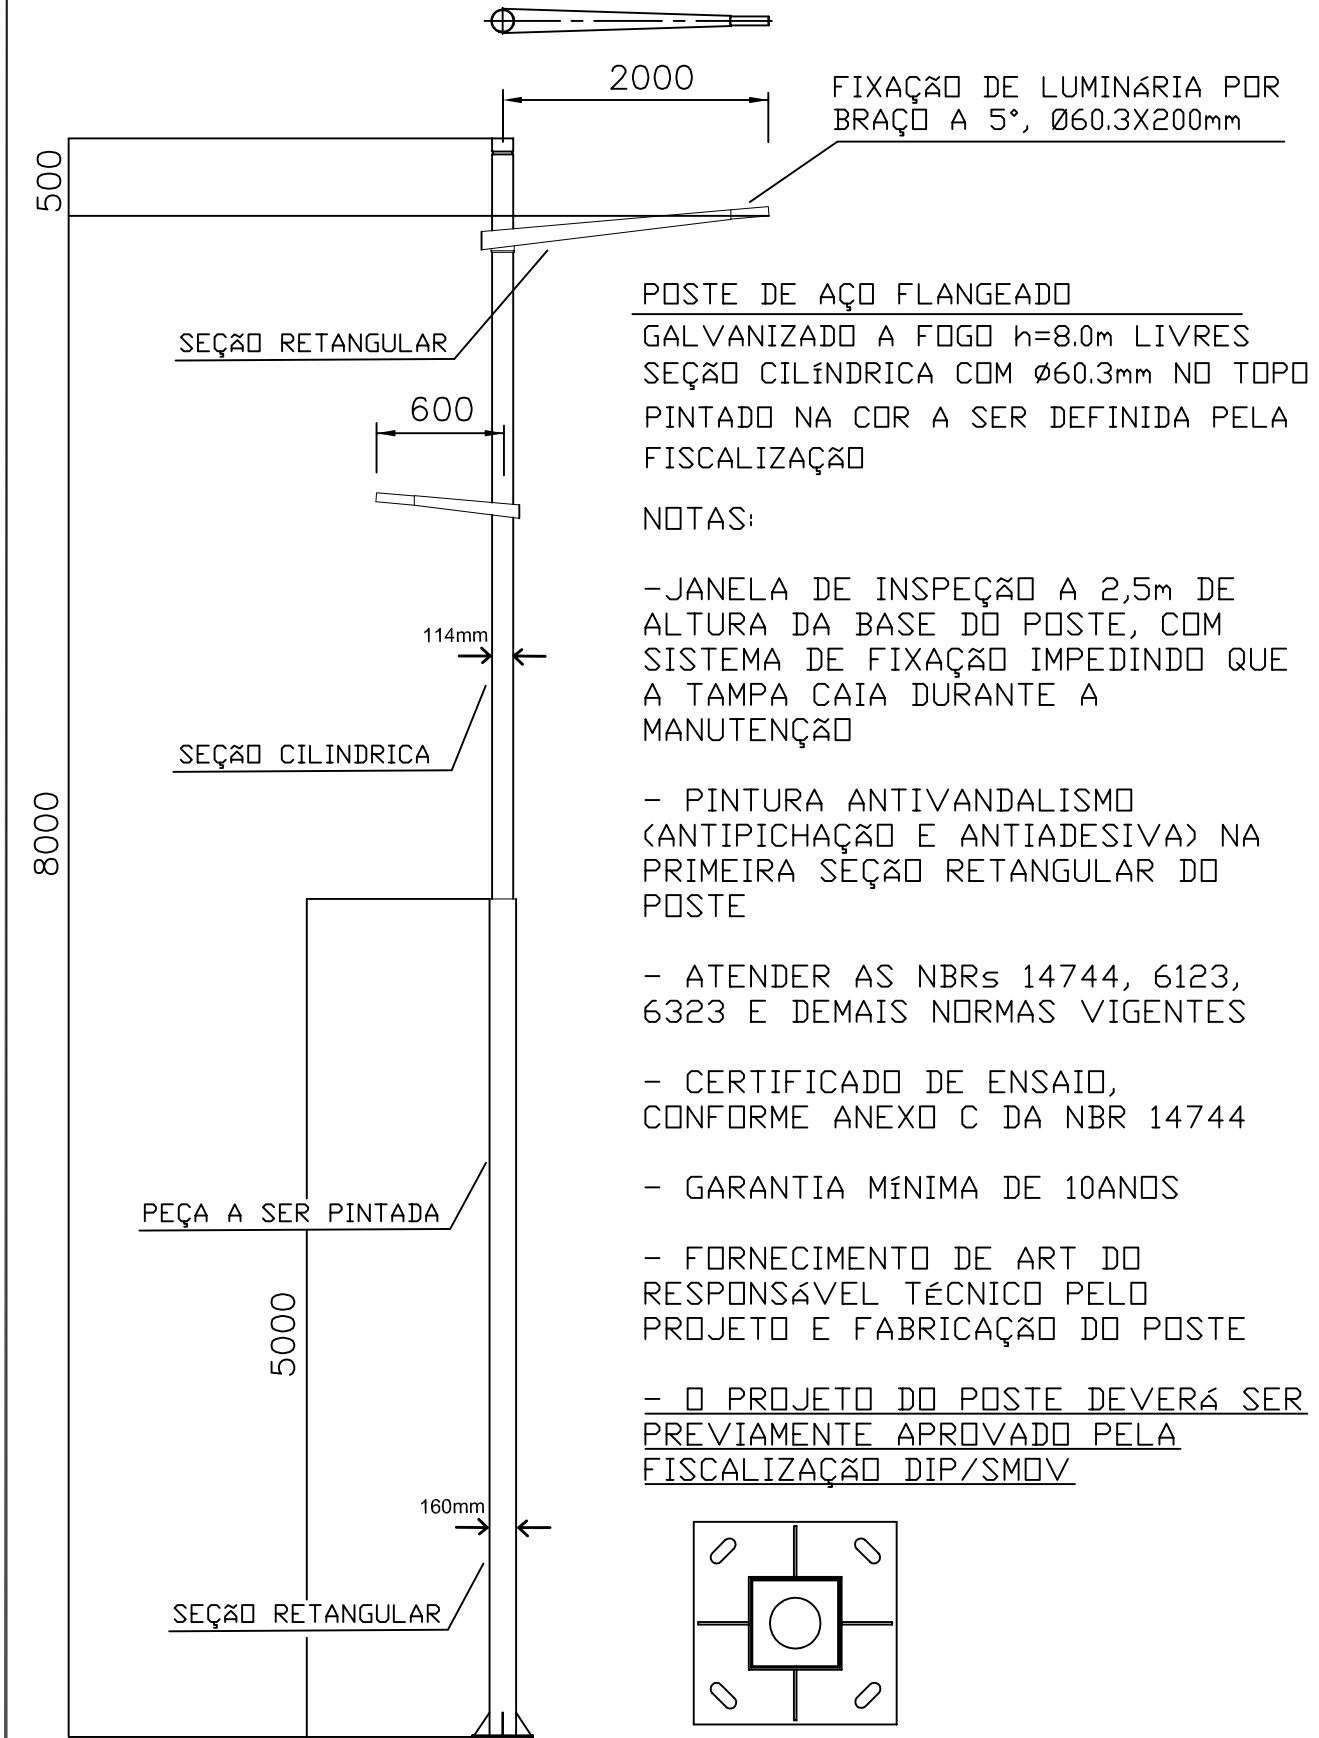 2000
FIXAÇÃO DE LUMINÁRIA POR
BRAÇO A 5°, Ø60.3X200mm
500
POSTE DE AÇO FLANGEADO
GALVANIZADO A FOGO h=8.0m LIVRES
SEÇÃO CILÍNDRICA COM Ø60.3mm NO TOPO
PINTADO NA COR A SER DEFINIDA PELA
FISCALIZAÇÃO
SEÇÃO RETANGULAR
600
NOTAS:
-JANELA DE INSPEÇÃO A 2,5m DE
ALTURA DA BASE DO POSTE, COM
SISTEMA DE FIXAÇÃO IMPEDINDO QUE
A TAMPA CAIA DURANTE A
MANUTENÇÃO
114mm
SEÇÃO CILINDRICA
8000
- PINTURA ANTIVANDALISMO
(ANTIPICHAÇÃO E ANTIADESIVA) NA
PRIMEIRA SEÇÃO RETANGULAR DO
POSTE
- ATENDER AS NBRs 14744, 6123,
6323 E DEMAIS NORMAS VIGENTES
- CERTIFICADO DE ENSAIO,
CONFORME ANEXO C DA NBR 14744
- GARANTIA MÍNIMA DE 10ANOS
PEÇA A SER PINTADA
- FORNECIMENTO DE ART DO
RESPONSÁVEL TÉCNICO PELO
PROJETO E FABRICAÇÃO DO POSTE
5000
- O PROJETO DO POSTE DEVERÁ SER
PREVIAMENTE APROVADO PELA
FISCALIZAÇÃO DIP/SMOV
160mm
SEÇÃO RETANGULAR